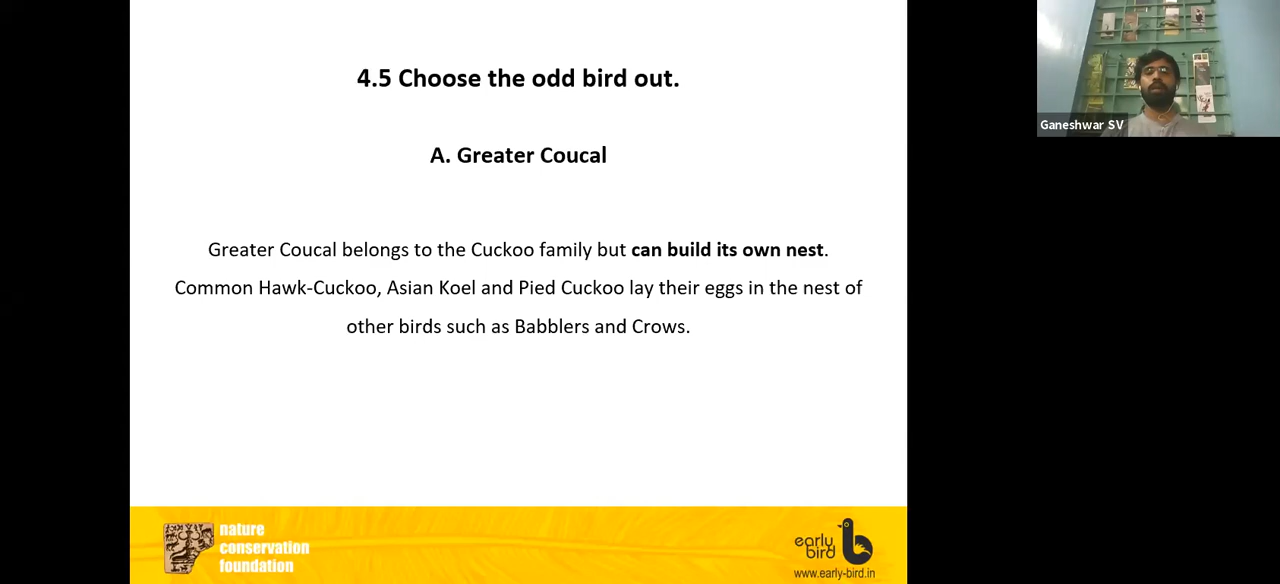 4.5 Choose the odd bird out.
A. Greater Coucal
Greater Coucal belongs to the Cuckoo family but can build its own nest.
Common Hawk-Cuckoo, Asian Koel and Pied Cuckoo lay their eggs in the nest of
other birds such as Babblers and Crows.
nature
conservation
foundation
early
bird
www.early-bird.in
Ganeshwar SV